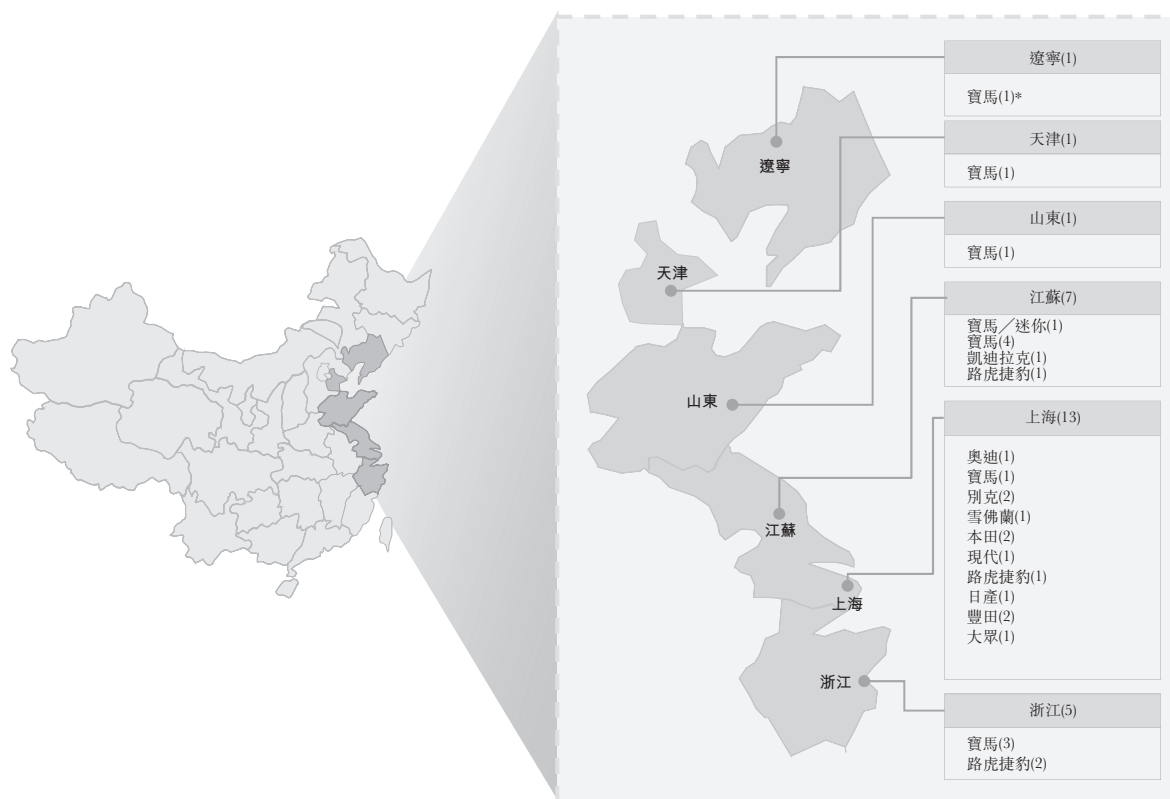 遼寧(1)
寶馬(1)*
天津(1)
寶馬(1)
山東(1)
寶馬(1)
江蘇(7)
寶馬／迷你(1)
寶馬(4)
凱迪拉克(1)
路虎捷豹(1)
上海(13)
奧迪(1)
寶馬(1)
別克(2)
雪佛蘭(1)
本田(2)
現代(1)
路虎捷豹(1)
日產(1)
豐田(2)
大眾(1)
浙江(5)
寶馬(3)
路虎捷豹(2)
遼寧
天津
山東
江蘇
上海
浙江